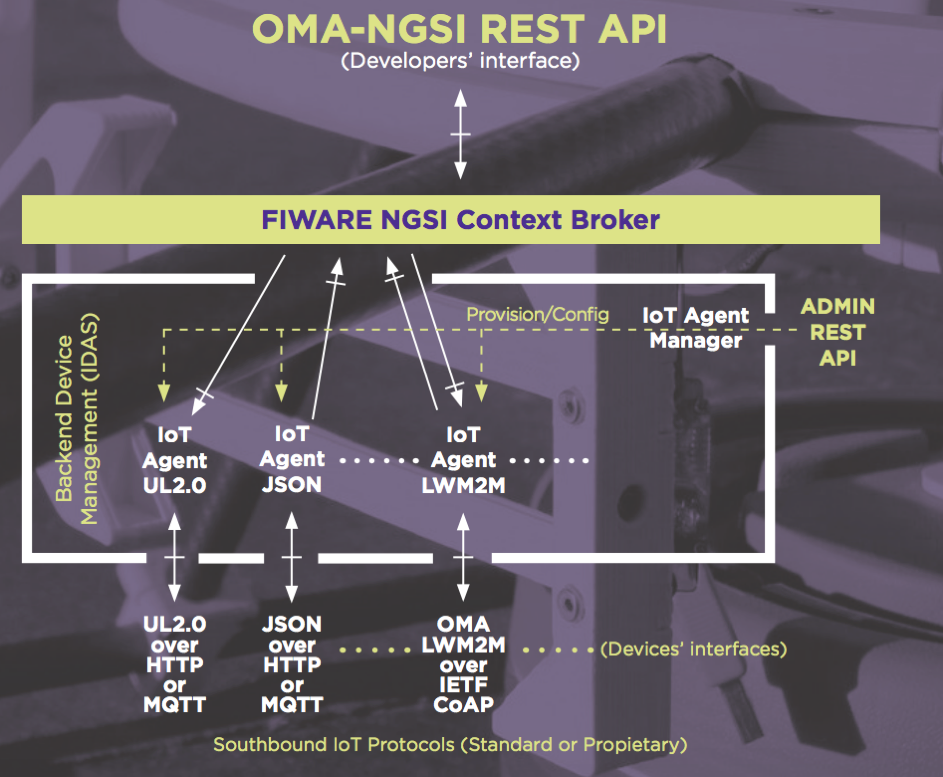 OMA-NGSI REST API
(Developers' interface)
FIWARE NGSI Context Broker
Provision/Config
IoT Agent
Manager
ADMIN
REST
API
Backend Device
Management (IDAS)
IoT
Agent
UL2.0
IoT
Agent
JSON
IoT
Agent
LWM2M
UL2.0
over
HTTP
or
MQTT
JSON
over
HTTP
or
MQTT
OMA
LWM2M
over
IETF
CoAP
(Devices' interfaces)
Southbound IoT Protocols (Standard or Propietary)